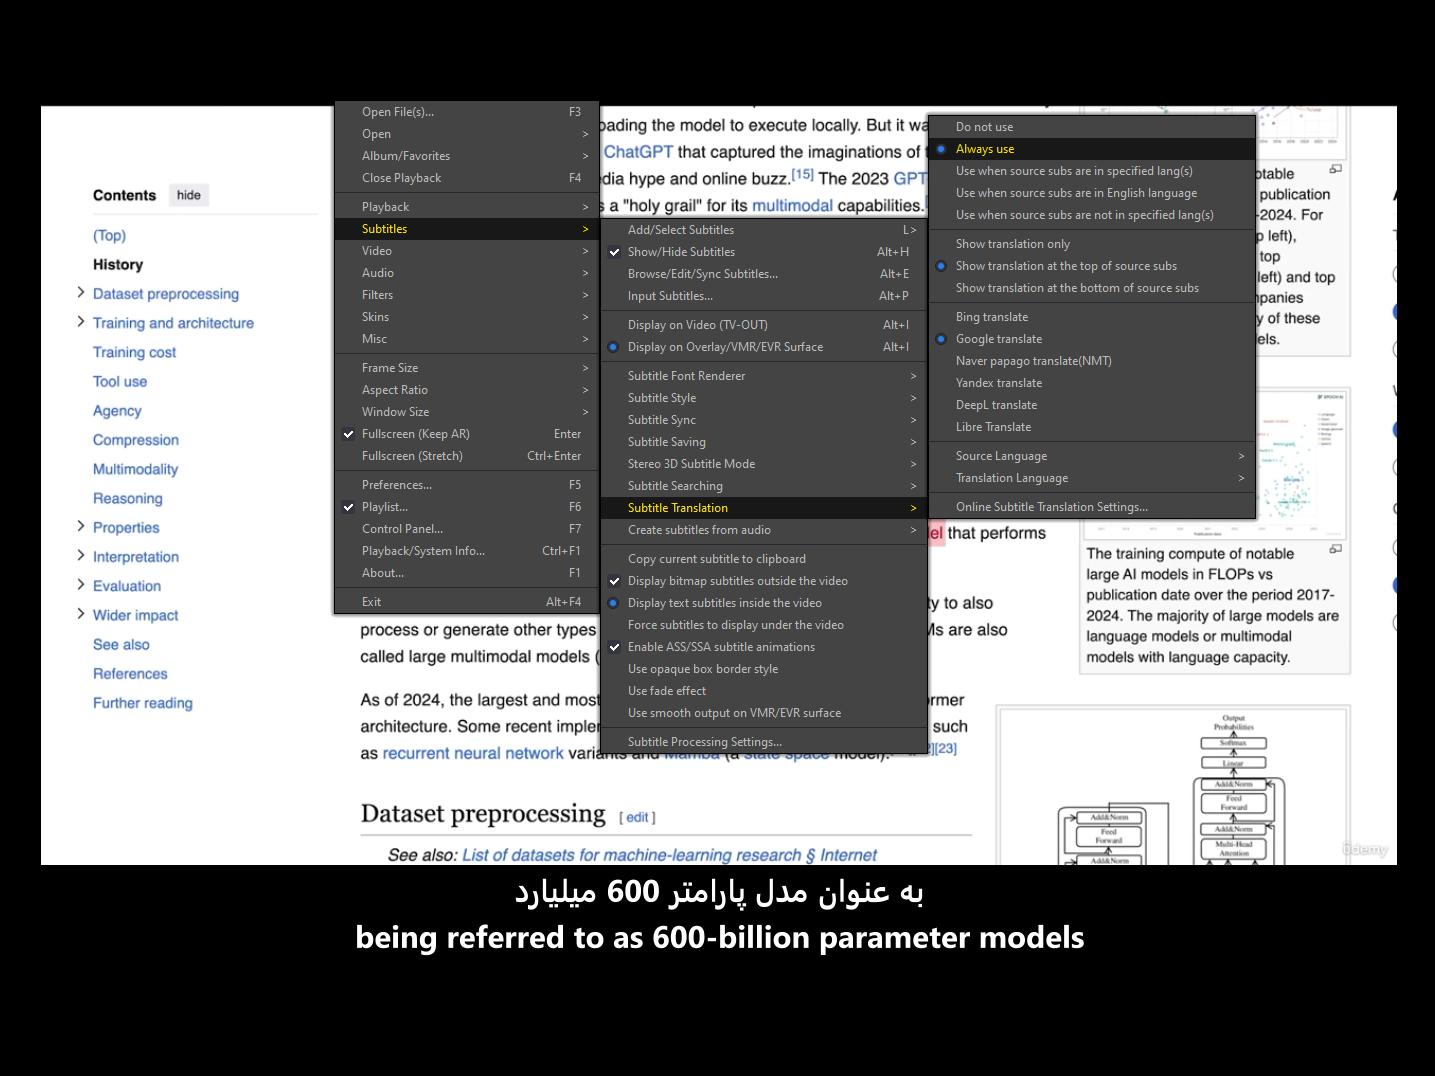 Contents hide
(Top)
History
Dataset preprocessing
Training and architecture
Training cost
Tool use
Agency
Compression
Multimodality
Reasoning
Properties
Interpretation
Evaluation
Wider impact
See also
References
Further reading
Open File(s)... F3
Open >
Album/Favorites >
Close Playback F4
Playback >
Subtitles >
Video >
Audio >
Filters >
Skins >
Misc >
Frame Size >
Aspect Ratio >
Window Size >
Fullscreen (Keep AR) Enter
Fullscreen (Stretch) Ctrl+Enter
Preferences... F5
Playlist... F6
Control Panel... F7
Playback/System Info... Ctrl+F1
About... F1
Exit Alt+F4
Add/Select Subtitles L>
Show/Hide Subtitles Alt+H
Browse/Edit/Sync Subtitles... Alt+E
Input Subtitles... Alt+P
Display on Video (TV-OUT) Alt+I
Display on Overlay/VMR/EVR Surface Alt+I
Subtitle Font Renderer >
Subtitle Style >
Subtitle Sync >
Subtitle Saving >
Stereo 3D Subtitle Mode >
Subtitle Searching >
Subtitle Translation >
Create subtitles from audio >
Copy current subtitle to clipboard
Display bitmap subtitles outside the video
Display text subtitles inside the video
Force subtitles to display under the video
Enable ASS/SSA subtitle animations
Use opaque box border style
Use fade effect
Use smooth output on VMR/EVR surface
Subtitle Processing Settings...
Do not use
Always use
Use when source subs are in specified lang(s)
Use when source subs are in English language
Use when source subs are not in specified lang(s)
Show translation only
Show translation at the top of source subs
Show translation at the bottom of source subs
Bing translate
Google translate
Naver papago translate(NMT)
Yandex translate
DeepL translate
Libre Translate
Source Language >
Translation Language >
Online Subtitle Translation Settings...
oading the model to execute locally. But it wa
ChatGPT that captured the imaginations of
dia hype and online buzz.[15] The 2023 GPT-
s a "holy grail" for its multimodal capabilities.
el that performs
ty to also
process or generate other types Ms are also
called large multimodal models (
As of 2024, the largest and most rmer
architecture. Some recent impler such
as recurrent neural network variants and Mamba (a state space model). [23]
Dataset preprocessing [ edit ]
See also: List of datasets for machine-learning research § Internet
otable
publication
-2024. For
p left),
top
left) and top
panies
y of these
els.
EPOCH AI
The training compute of notable
large AI models in FLOPs vs
publication date over the period 2017-
2024. The majority of large models are
language models or multimodal
models with language capacity.
Output
Probabilities
Softmax
Linear
Add&Norm
Feed
Forward
Add&Norm
Multi-Head
Attention
Add&Norm
Feed
Forward
Add&Norm
ûdemy
به عنوان مدل پارامتر 600 میلیارد
being referred to as 600-billion parameter models